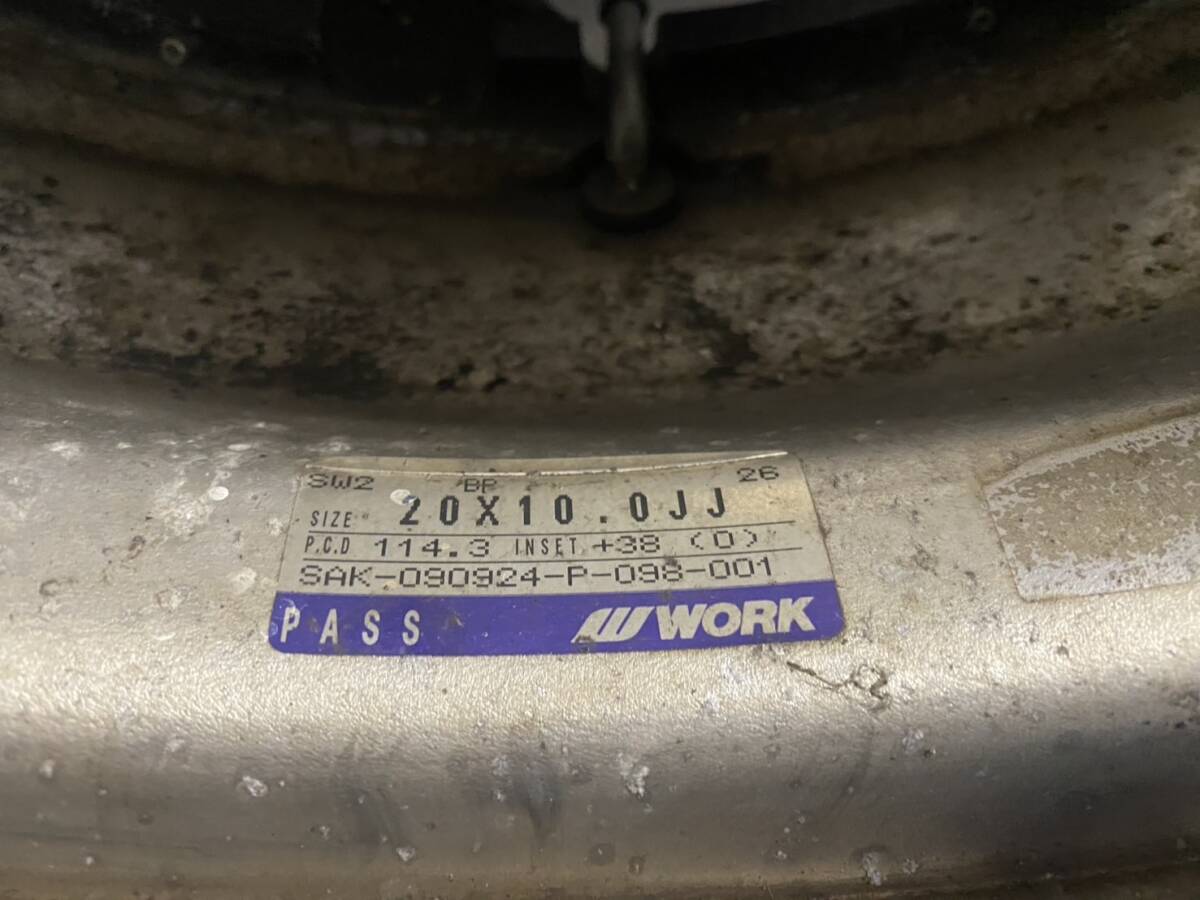 SW2 BP 26
SIZE 20X10.0JJ
P.C.D 114.3 INSET +38 (0)
SAK-090924-P-098-001
PASS WORK